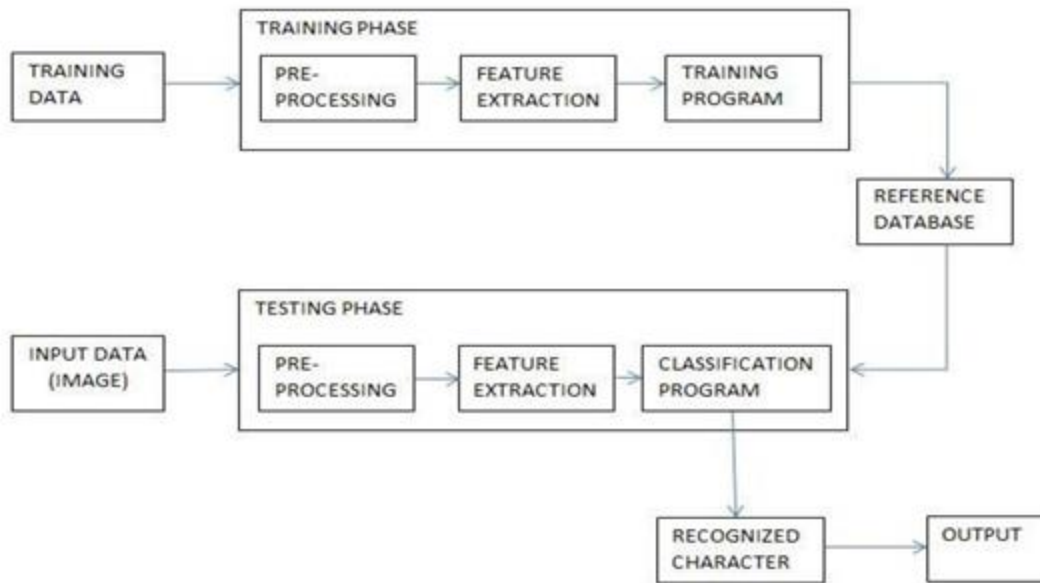 TRAINING PHASE
TRAINING
DATA
PRE-
PROCESSING
FEATURE
EXTRACTION
TRAINING
PROGRAM
REFERENCE
DATABASE
TESTING PHASE
INPUT DATA
(IMAGE)
PRE-
PROCESSING
FEATURE
EXTRACTION
CLASSIFICATION
PROGRAM
RECOGNIZED
CHARACTER
OUTPUT